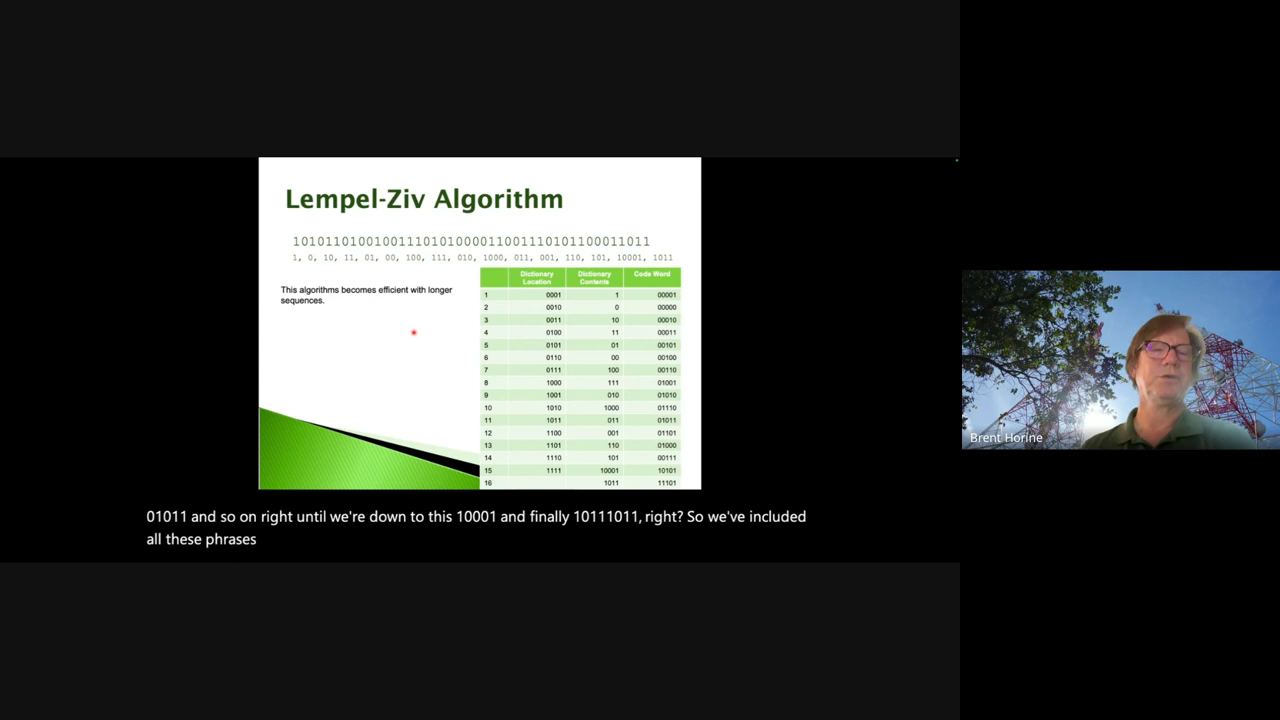 Lempel-Ziv Algorithm
10101101001001110101000011001110101100011011
1, 0, 10, 11, 01, 00, 100, 111, 010, 1000, 011, 001, 110, 101, 10001, 1011
This algorithms becomes efficient with longer
sequences.
Dictionary Location Dictionary Contents Code Word
1 0001 1 00001
2 0010 0 00000
3 0011 10 00010
4 0100 11 00011
5 0101 01 00101
6 0110 00 00100
7 0111 100 00110
8 1000 111 01001
9 1001 010 01010
10 1010 1000 01110
11 1011 011 01011
12 1100 001 01101
13 1101 110 01000
14 1110 101 00111
15 1111 10001 10101
16 1011 11101
Brent Horine
01011 and so on right until we're down to this 10001 and finally 10111011, right? So we've included
all these phrases